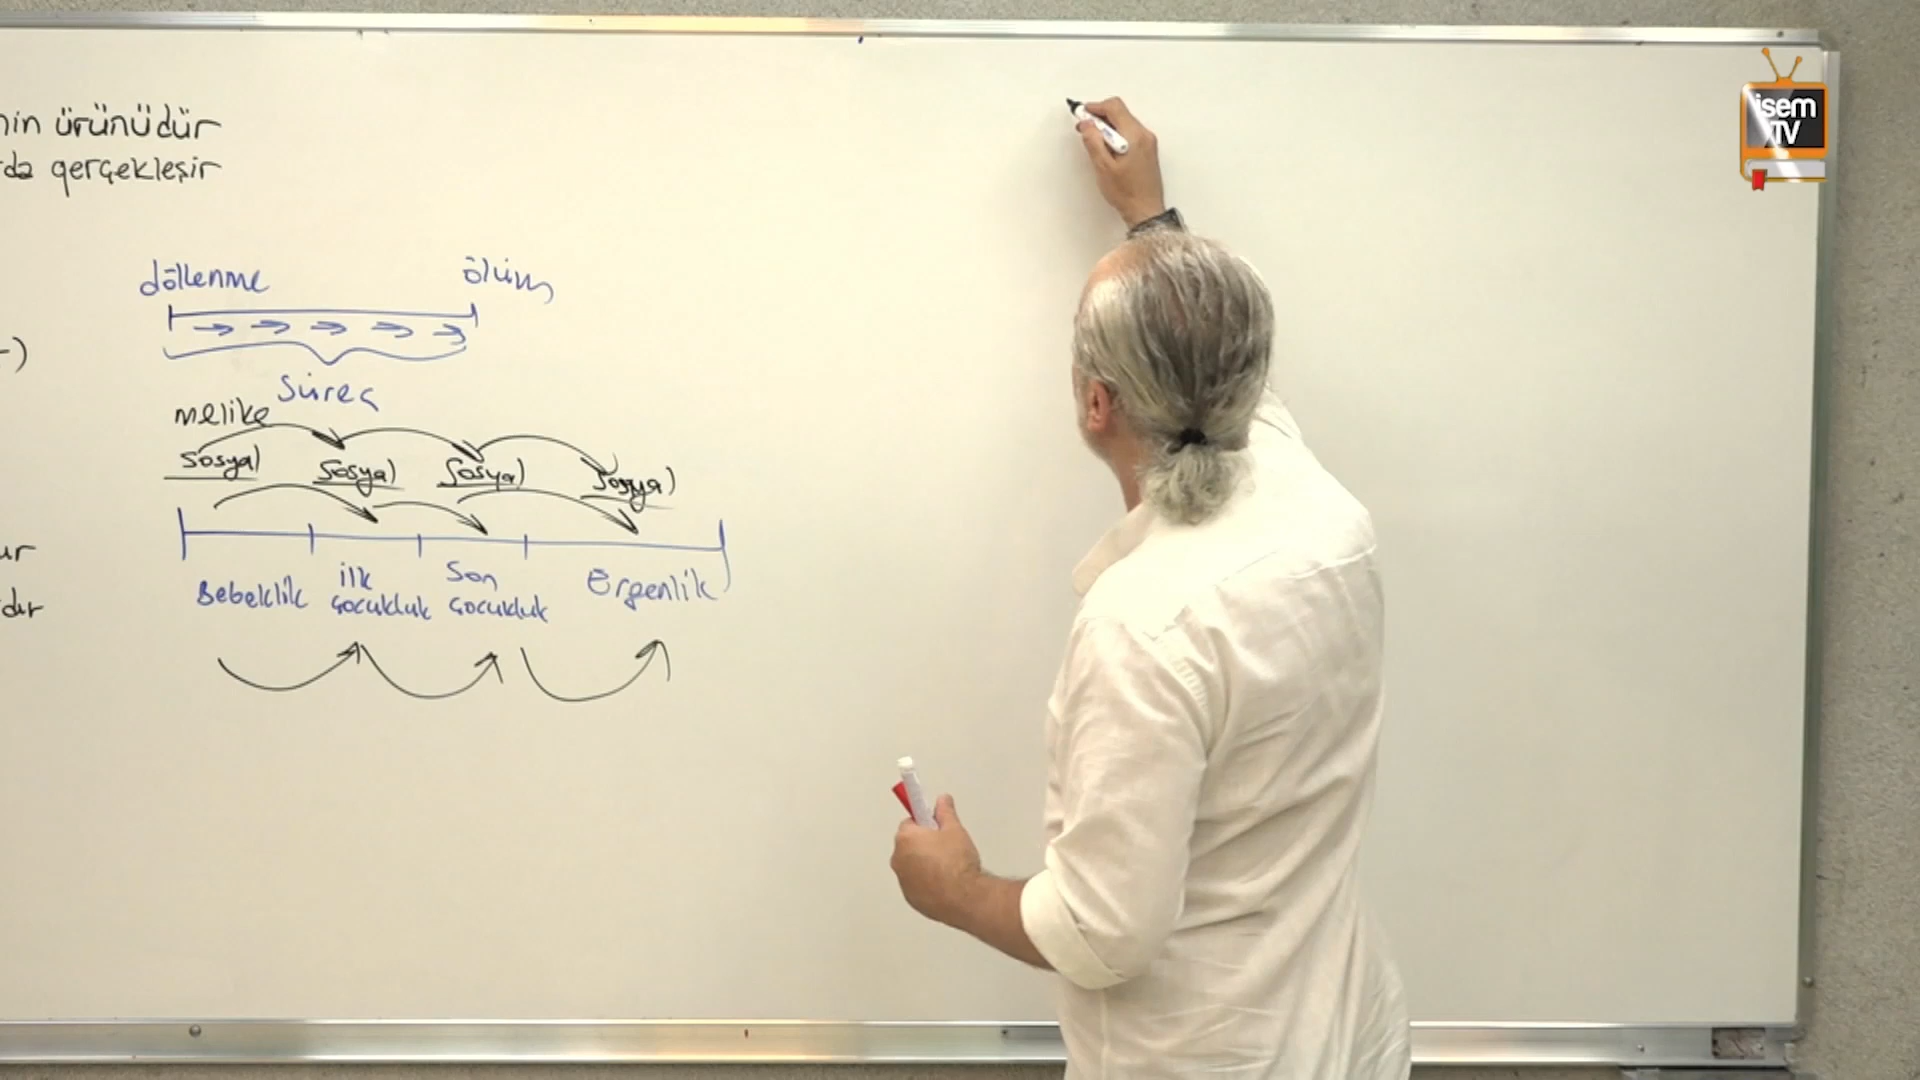 nin ürünüdür
da gerçekleşir
döllenme ölüm
Süreç
melike
Sosyal Sosyal Sosyal Sosyal
Bebeklik ilk çocukluk Son çocukluk Ergenlik
ur
dır
isem
TV